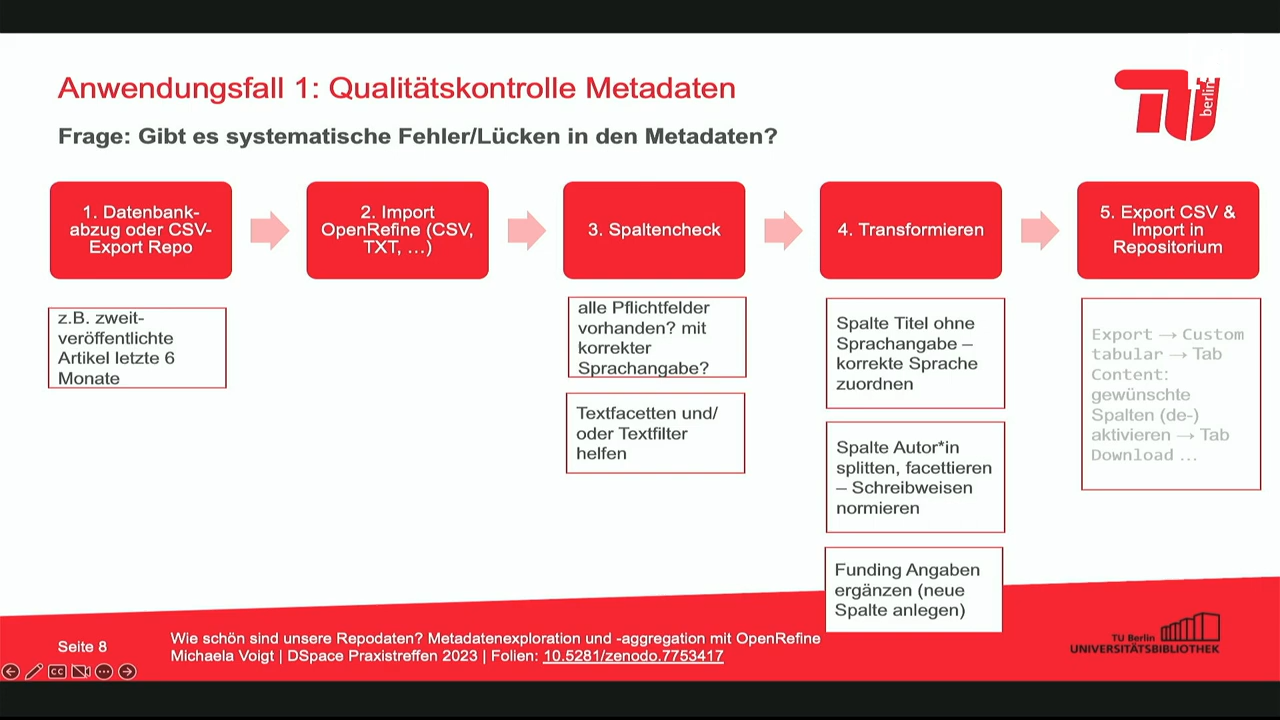 Anwendungsfall 1: Qualitätskontrolle Metadaten
Frage: Gibt es systematische Fehler/Lücken in den Metadaten?
berlin
1. Datenbank-
abzug oder CSV-
Export Repo
2. Import
OpenRefine (CSV,
TXT, …)
3. Spaltencheck
4. Transformieren
5. Export CSV &
Import in
Repositorium
z.B. zweit-
veröffentlichte
Artikel letzte 6
Monate
alle Pflichtfelder
vorhanden? mit
korrekter
Sprachangabe?
Textfacetten und/
oder Textfilter
helfen
Spalte Titel ohne
Sprachangabe –
korrekte Sprache
zuordnen
Spalte Autor*in
splitten, facettieren
– Schreibweisen
normieren
Funding Angaben
ergänzen (neue
Spalte anlegen)
Export → Custom
tabular → Tab
Content:
gewünschte
Spalten (de-)
aktivieren → Tab
Download …
Seite 8
Wie schön sind unsere Repodaten? Metadatenexploration und -aggregation mit OpenRefine
Michaela Voigt | DSpace Praxistreffen 2023 | Folien: 10.5281/zenodo.7753417
TU Berlin
UNIVERSITÄTSBIBLIOTHEK
CC